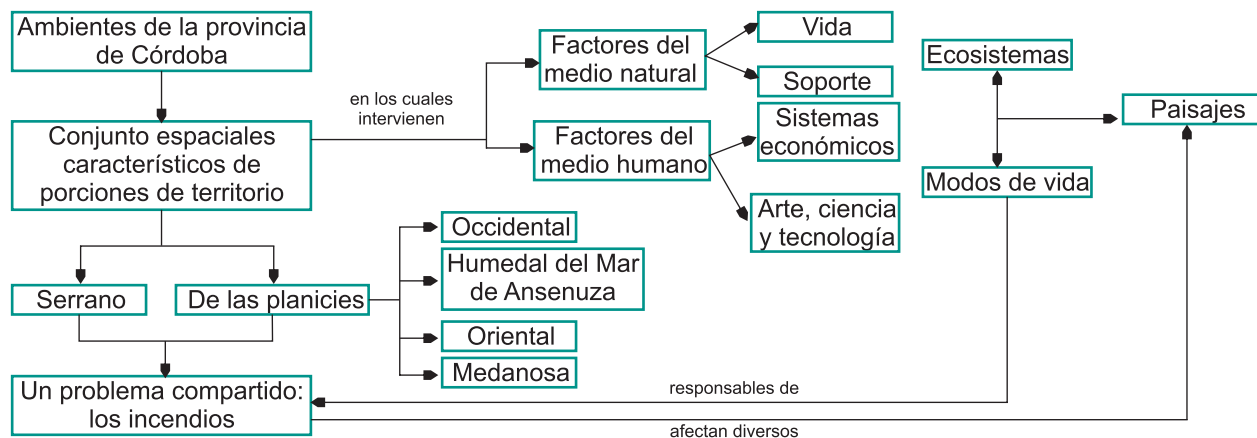 Ambientes de la provincia
de Córdoba
Conjunto espaciales
característicos de
porciones de territorio
en los cuales
intervienen
Factores del
medio natural
Vida
Soporte
Factores del
medio humano
Sistemas
económicos
Arte, ciencia
y tecnología
Ecosistemas
Paisajes
Modos de vida
Serrano
De las planicies
Occidental
Humedal del Mar
de Ansenuza
Oriental
Medanosa
Un problema compartido:
los incendios
responsables de
afectan diversos